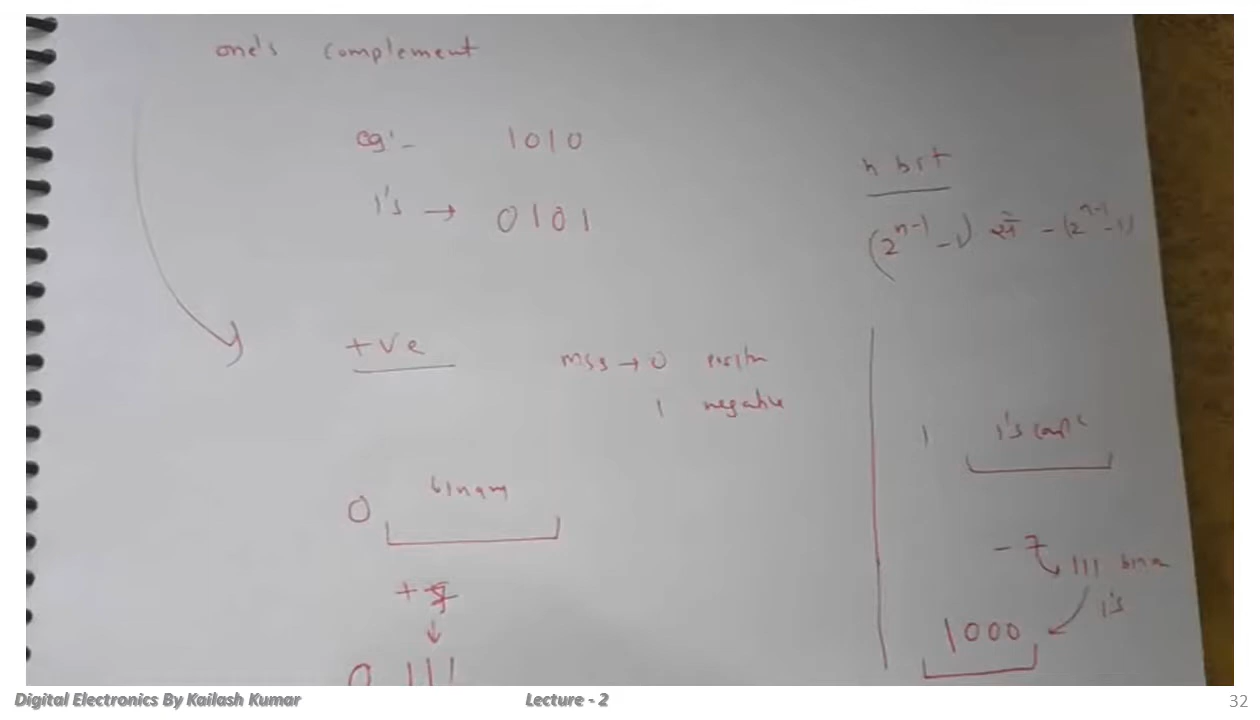 one's complement
eg:- 1010
1's → 0101
n bit
(2^n-1 - 1) से - (2^n-1 - 1)
+ve
MSB → 0 positive
1 negative
0 binary
+7
↓
0 111
1 1's comp
- 7
111 binary
1's
1000
Digital Electronics By Kailash Kumar
Lecture - 2
32